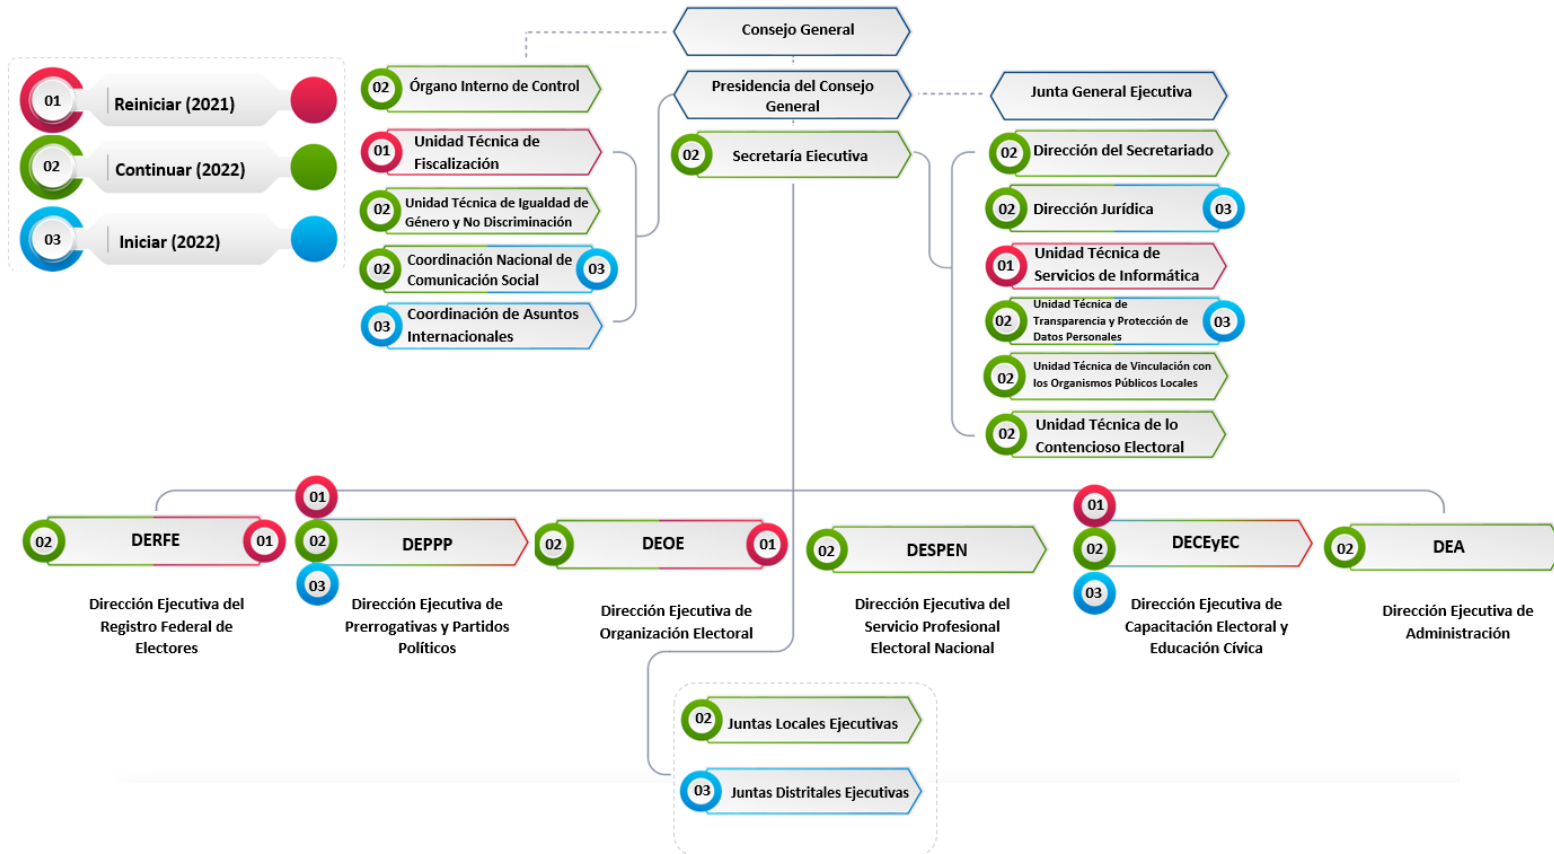 Consejo General
01
Reiniciar (2021)
02
Continuar (2022)
03
Iniciar (2022)
02
Órgano Interno de Control
Presidencia del Consejo
General
Junta General Ejecutiva
01
Unidad Técnica de
Fiscalización
02
Unidad Técnica de Igualdad de
Género y No Discriminación
02
Coordinación Nacional de
Comunicación Social
03
03
Coordinación de Asuntos
Internacionales
02
Secretaría Ejecutiva
02
Dirección del Secretariado
02
Dirección Jurídica
03
01
Unidad Técnica de
Servicios de Informática
02
Unidad Técnica de
Transparencia y Protección de
Datos Personales
03
02
Unidad Técnica de Vinculación con
los Organismos Públicos Locales
02
Unidad Técnica de lo
Contencioso Electoral
02
DERFE
01
Dirección Ejecutiva del
Registro Federal de
Electores
01
02
03
DEPPP
Dirección Ejecutiva de
Prerrogativas y Partidos
Políticos
02
DEOE
01
Dirección Ejecutiva de
Organización Electoral
02
DESPEN
Dirección Ejecutiva del
Servicio Profesional
Electoral Nacional
01
02
03
DECEyEC
Dirección Ejecutiva de
Capacitación Electoral y
Educación Cívica
02
DEA
Dirección Ejecutiva de
Administración
02
Juntas Locales Ejecutivas
03
Juntas Distritales Ejecutivas